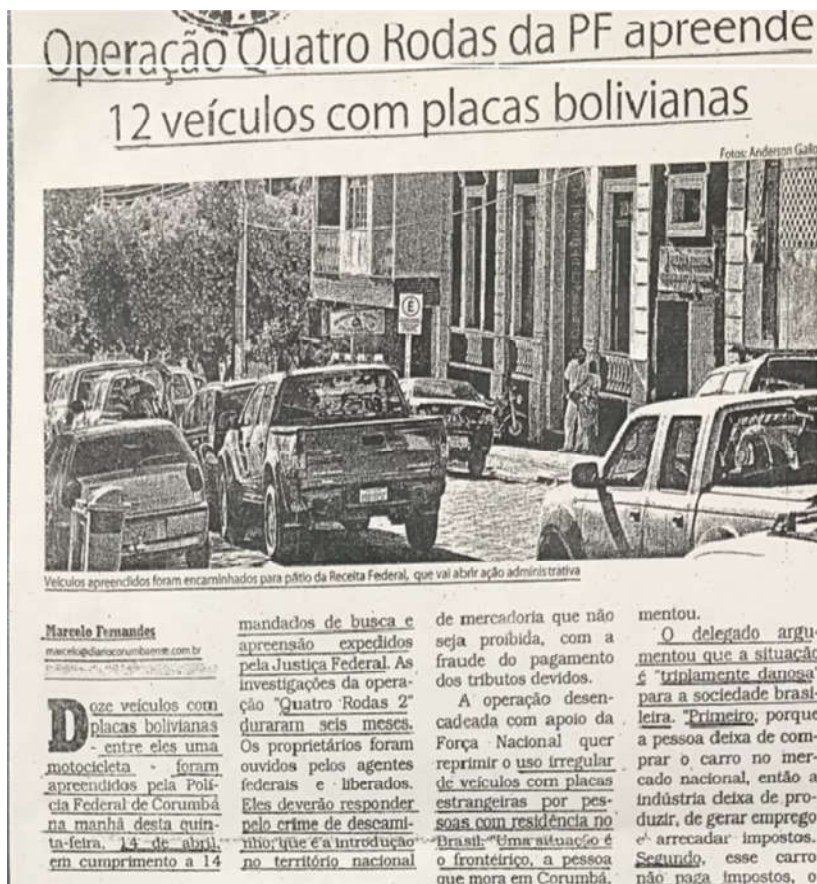 Operação Quatro Rodas da PF apreende
12 veículos com placas bolivianas
Fotos: Anderson Gallo
E
Veículos apreendidos foram encaminhados para pátio da Receita Federal, que vai abrir ação administrativa
Marcelo Fernandes
marcelo@diariocorumbaense.com.br
Doze veículos com
placas bolivianas
- entre eles uma
motocicleta - foram
apreendidos pela Polí-
cia Federal de Corumbá
na manhã desta quin-
ta-feira, 14 de abril,
em cumprimento a 14
mandados de busca e
apreensão expedidos
pela Justiça Federal. As
investigações da opera-
ção "Quatro Rodas 2"
duraram seis meses.
Os proprietários foram
ouvidos pelos agentes
federais e liberados.
Eles deverão responder
pelo crime de descami-
nho, que é a introdução
no território nacional
de mercadoria que não
seja proibida, com a
fraude do pagamento
dos tributos devidos.
A operação desen-
cadeada com apoio da
Força Nacional quer
reprimir o uso irregular
de veículos com placas
estrangeiras por pes-
soas com residência no
Brasil. "Uma situação é
o fronteiriço, a pessoa
que mora em Corumbá,
mentou.
O delegado argu-
mentou que a situação
é "triplamente danosa"
para a sociedade brasi-
leira. "Primeiro, porque
a pessoa deixa de com-
prar o carro no mer-
cado nacional, então a
indústria deixa de pro-
duzir, de gerar emprego
e arrecadar impostos.
Segundo, esse carro
não paga impostos, o